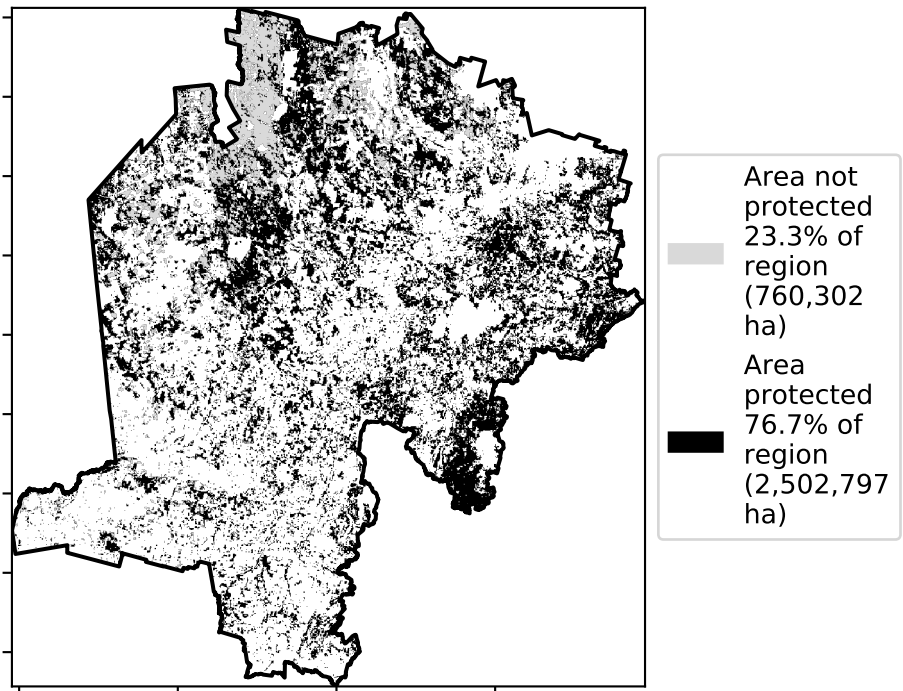 Area not
protected
23.3% of
region
(760,302
ha)
Area
protected
76.7% of
region
(2,502,797
ha)